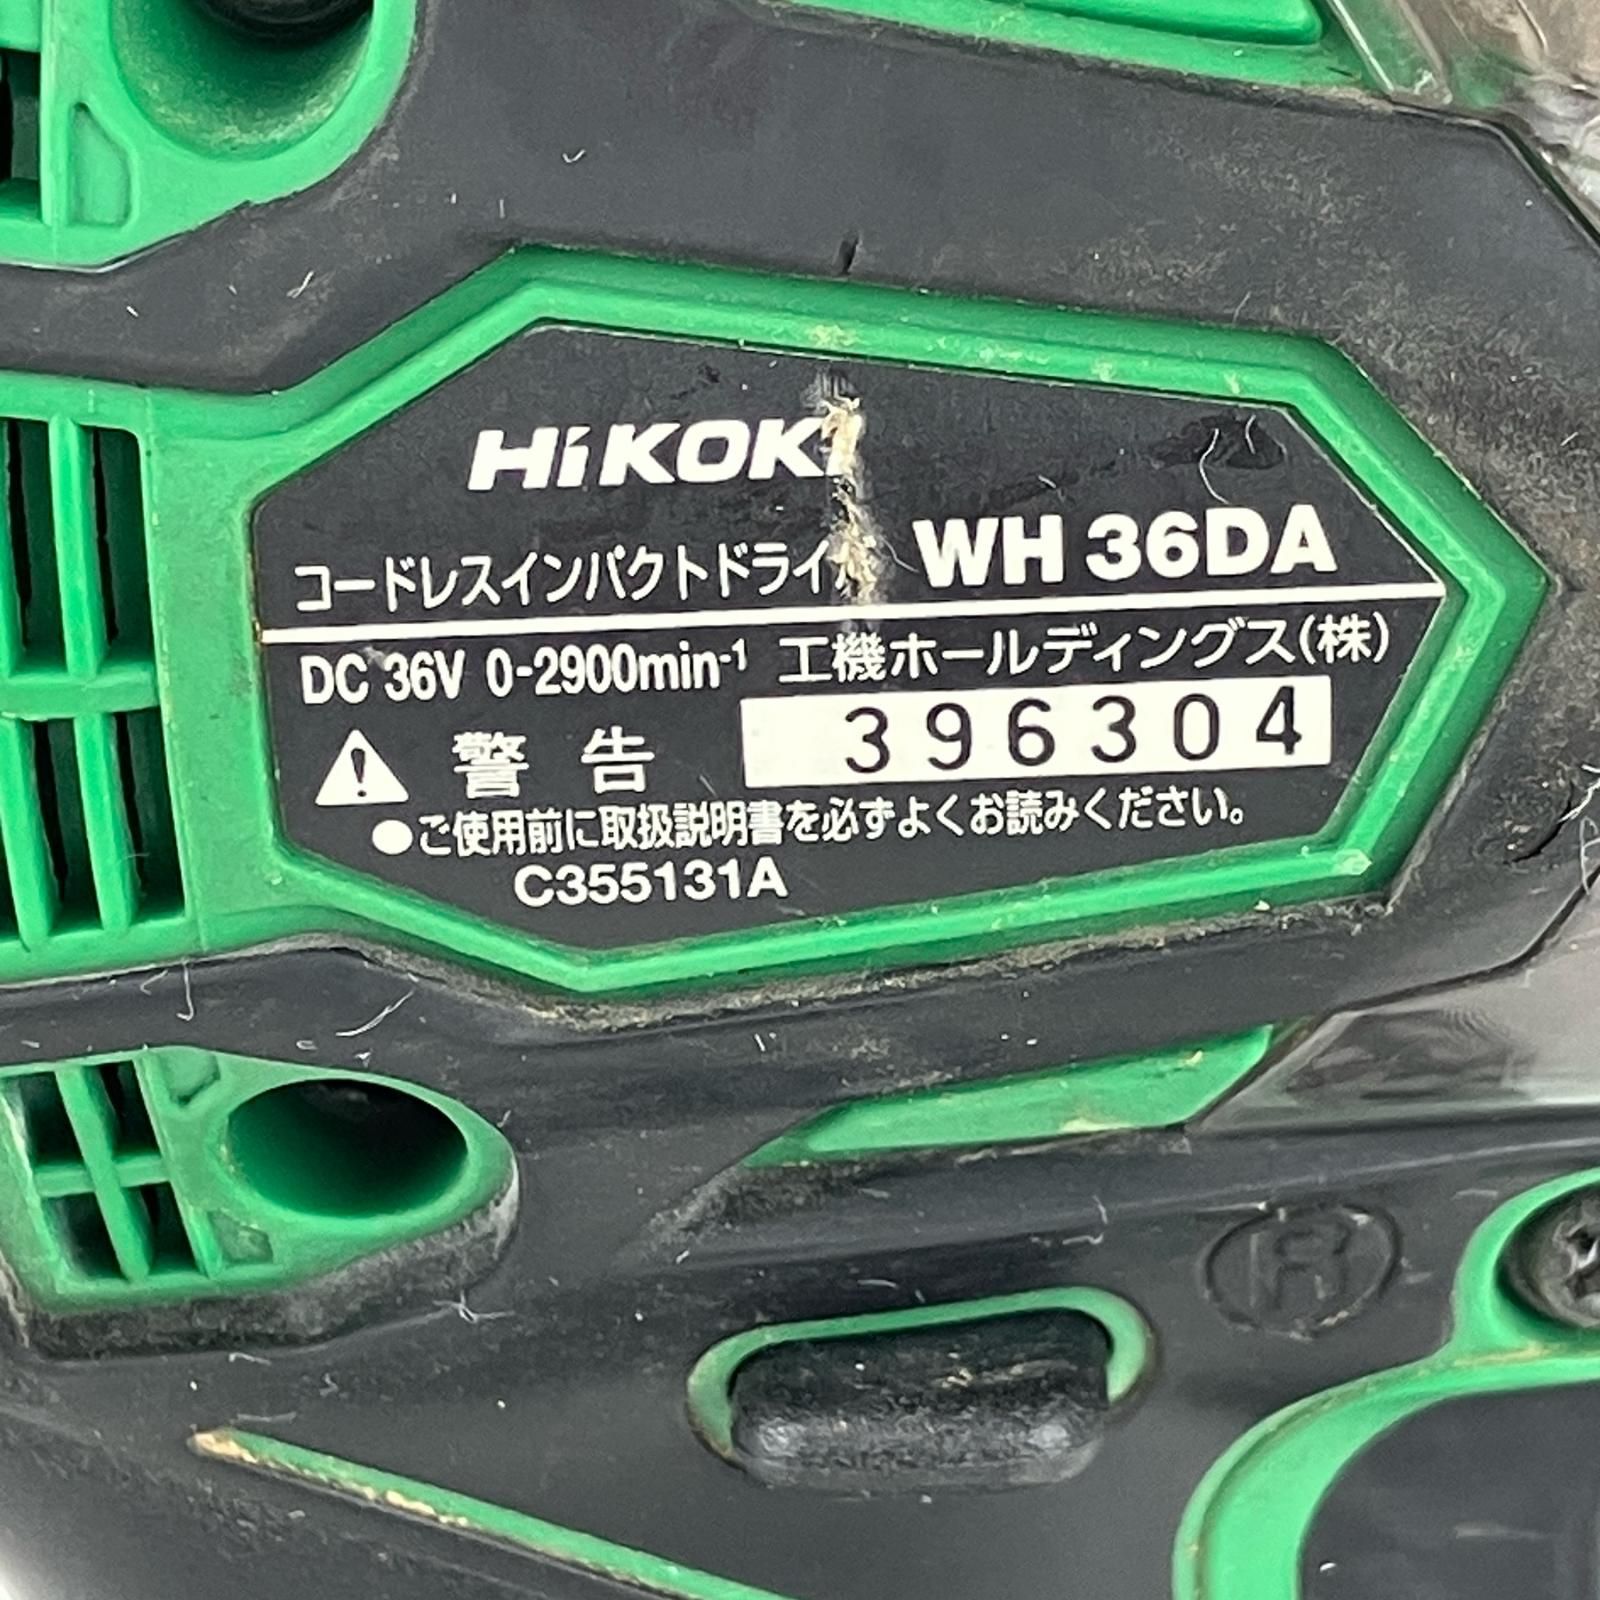 HiKOKI
コードレスインパクトドライバ WH 36DA
DC 36V 0-2900min-1 工機ホールディングス(株)
警告 396304
●ご使用前に取扱説明書を必ずよくお読みください。
C355131A
R